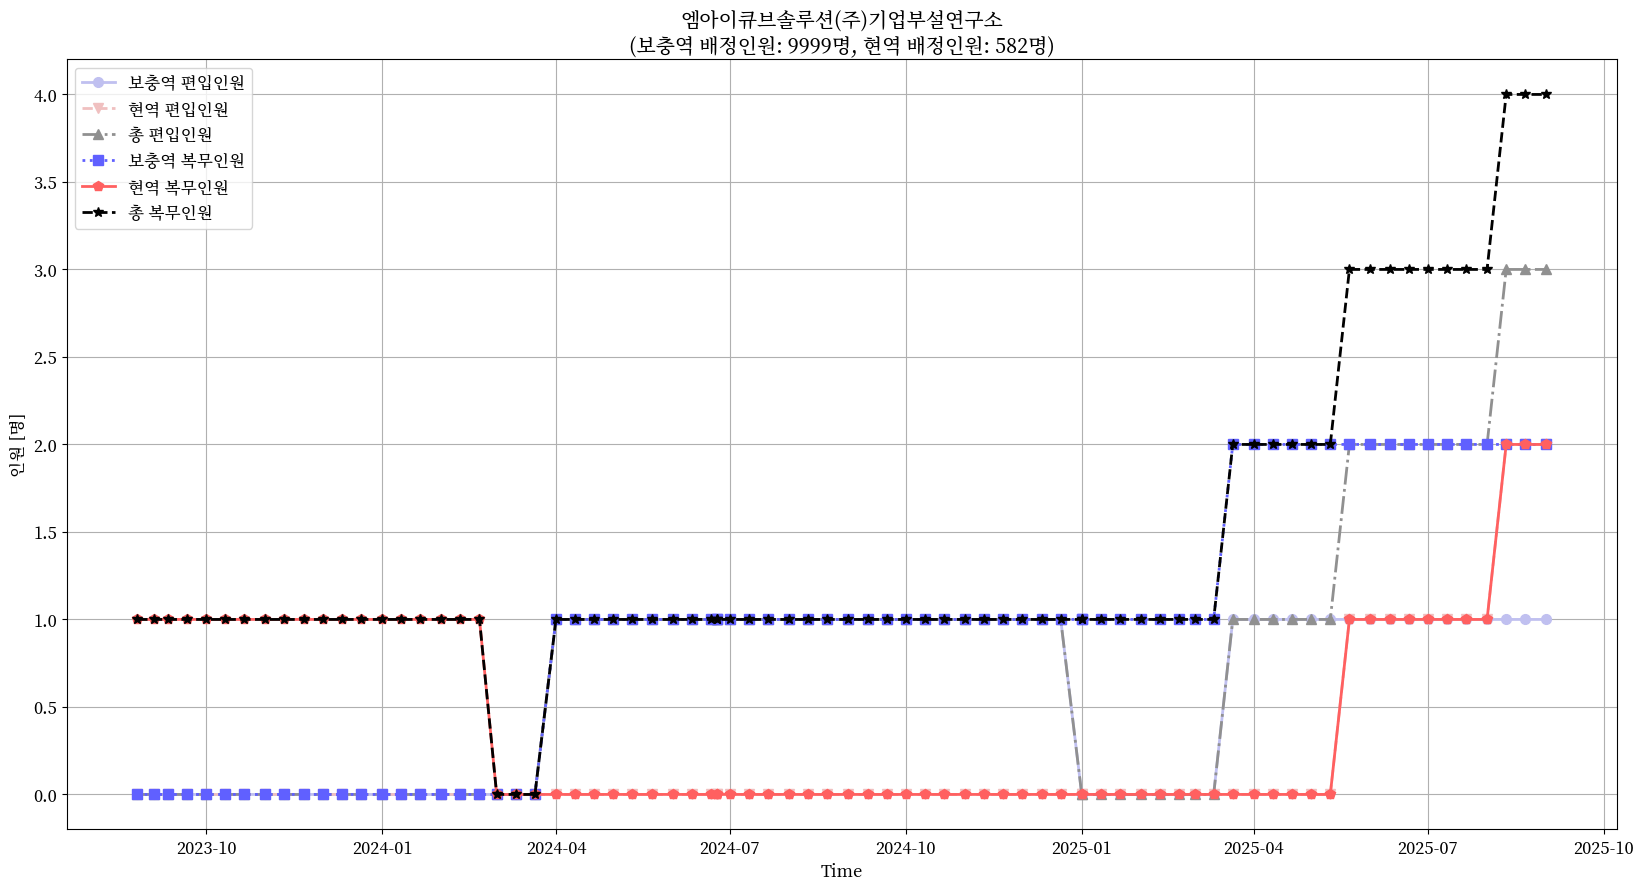 엠아이큐브솔루션(주)기업부설연구소
(보충역 배정인원: 9999명, 현역 배정인원: 582명)
보충역 편입인원
현역 편입인원
총 편입인원
보충역 복무인원
현역 복무인원
총 복무인원
4.0
3.5
3.0
2.5
2.0
1.5
1.0
0.5
0.0
인원 [명]
2023-10
2024-01
2024-04
2024-07
2024-10
2025-01
2025-04
2025-07
2025-10
Time